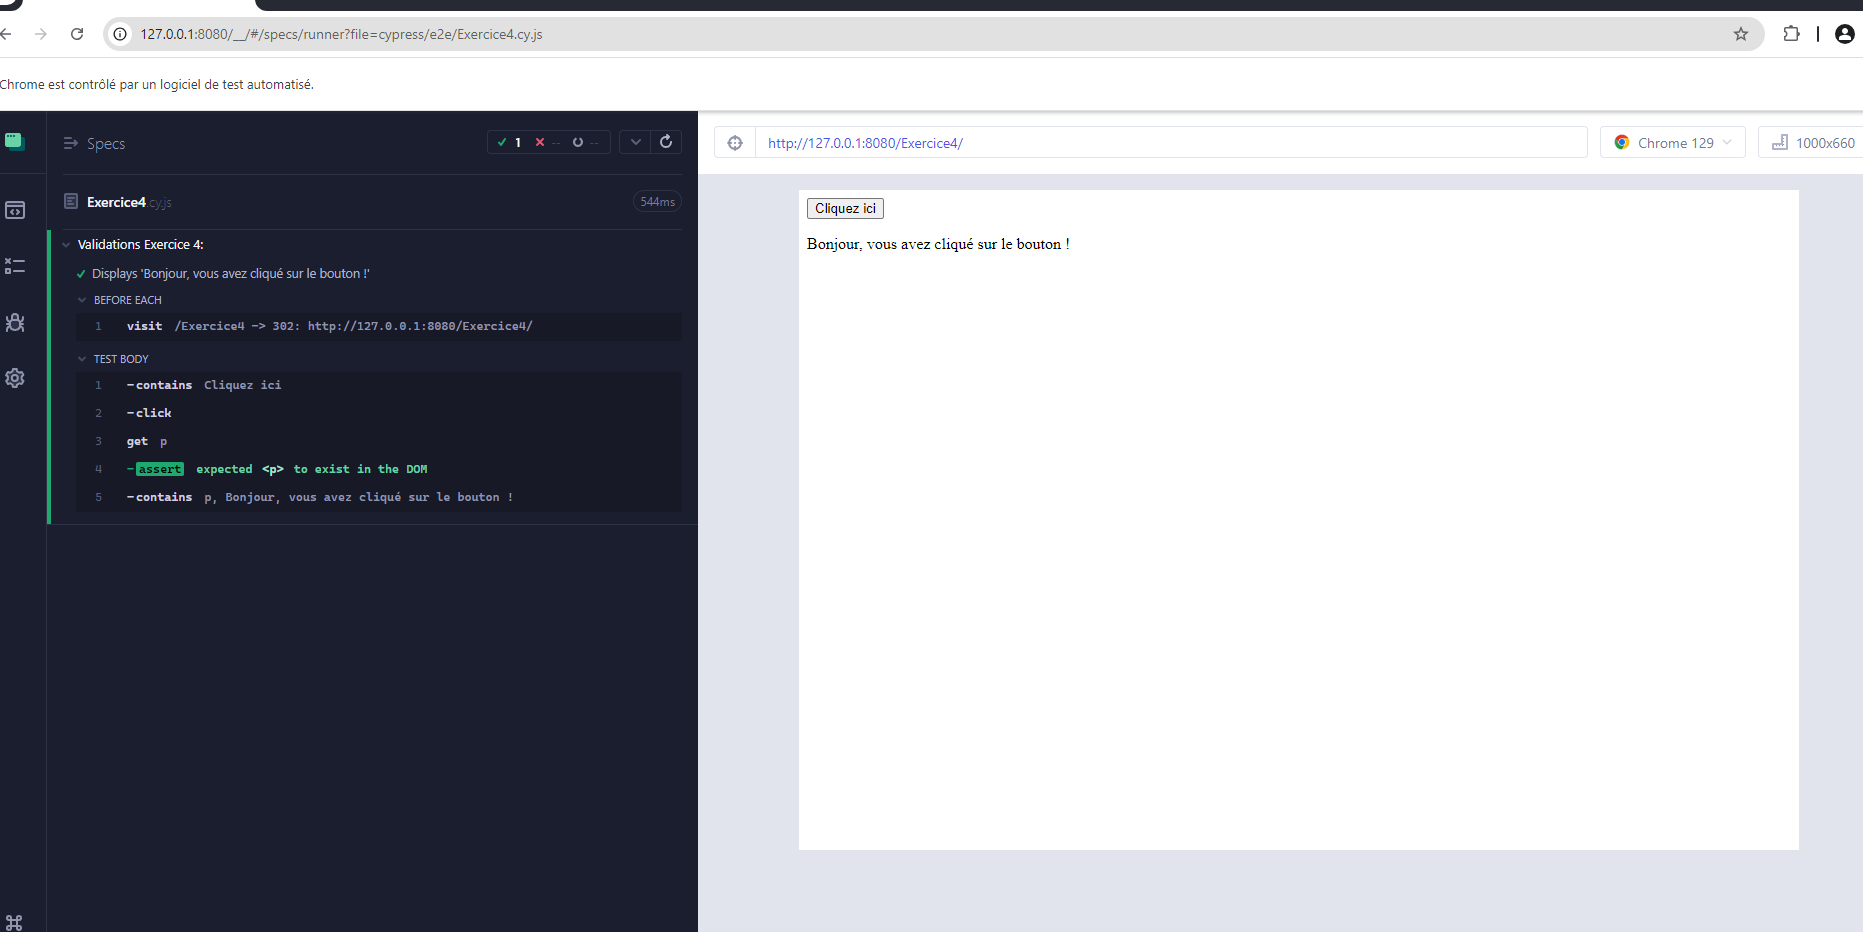 127.0.0.1:8080/__/#/specs/runner?file=cypress/e2e/Exercice4.cy.js
Chrome est contrôlé par un logiciel de test automatisé.
Specs
1 -- --
Exercice4.cy.js 544ms
Validations Exercice 4:
Displays 'Bonjour, vous avez cliqué sur le bouton !'
BEFORE EACH
1 visit /Exercice4 -> 302: http://127.0.0.1:8080/Exercice4/
TEST BODY
1 -contains Cliquez ici
2 -click
3 get p
4 -assert expected <p> to exist in the DOM
5 -contains p, Bonjour, vous avez cliqué sur le bouton !
http://127.0.0.1:8080/Exercice4/
Chrome 129
1000x660
Cliquez ici
Bonjour, vous avez cliqué sur le bouton !